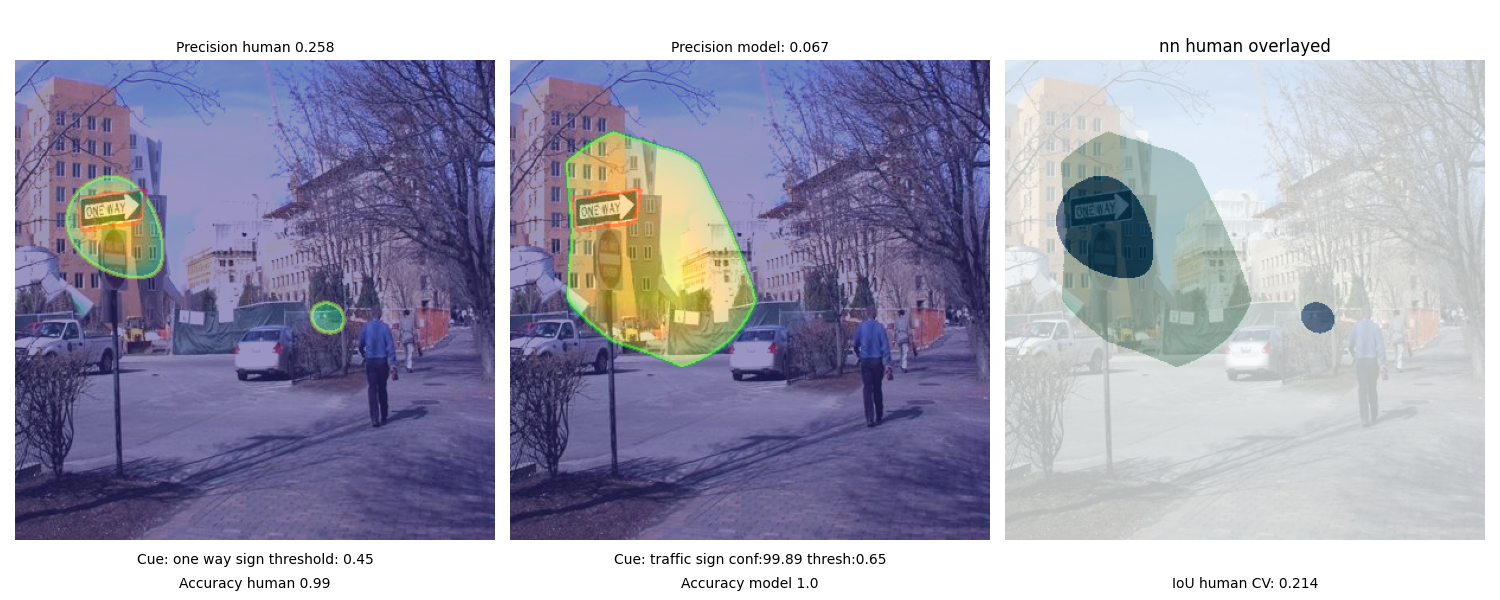 Precision human 0.258
Precision model: 0.067
nn human overlayed
ONE WAY
ONE WAY
ONE WAY
Cue: one way sign threshold: 0.45
Cue: traffic sign conf:99.89 thresh:0.65
Accuracy human 0.99
Accuracy model 1.0
IoU human CV: 0.214